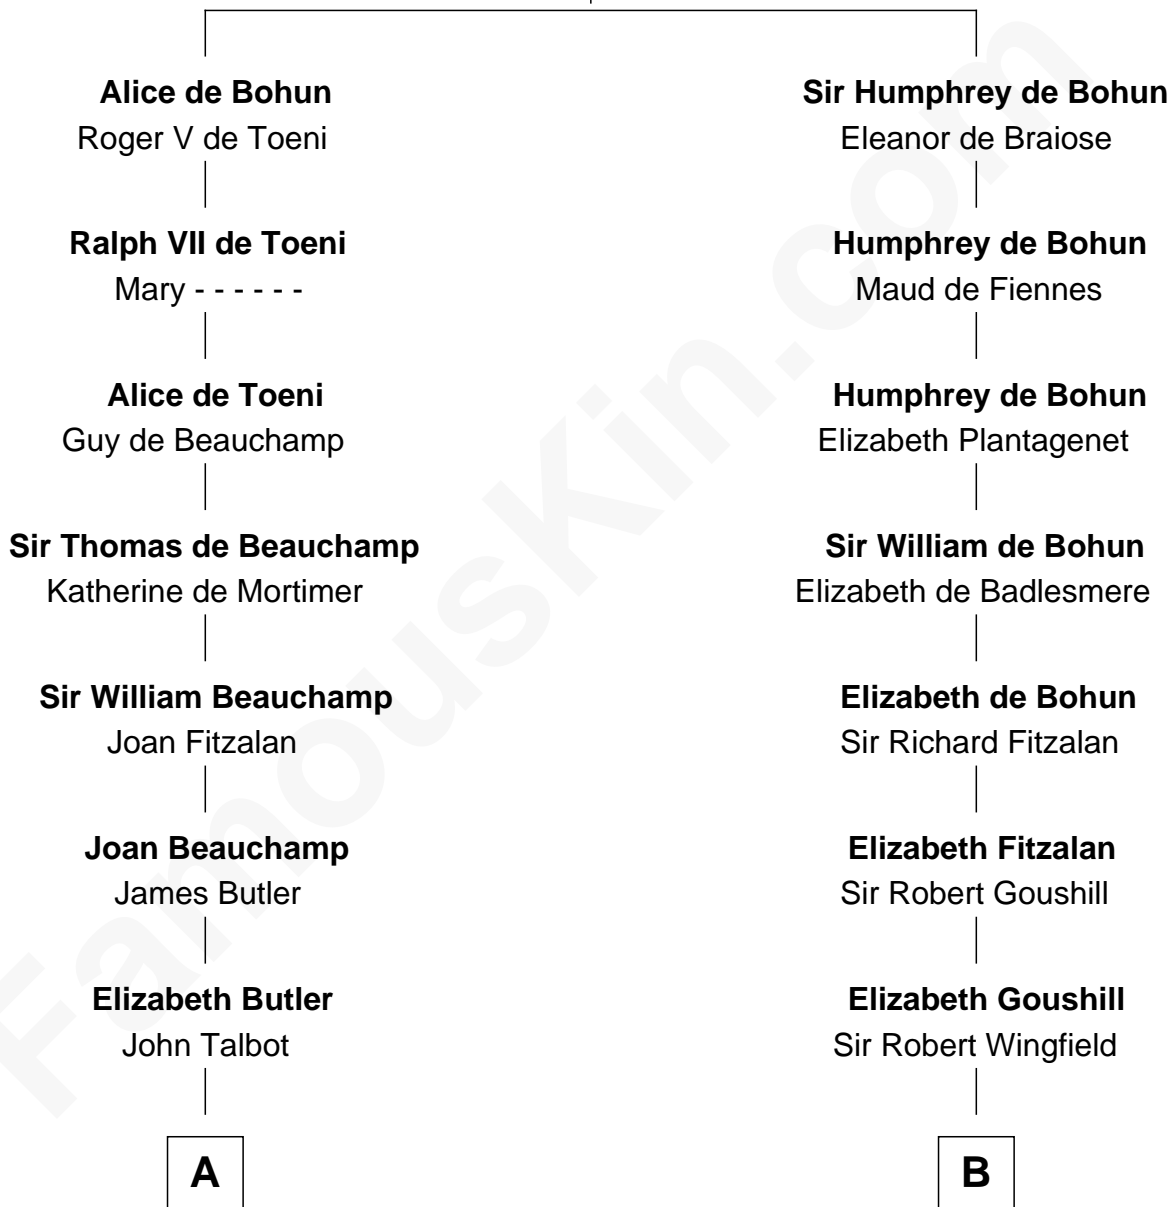 Alice de Bohun
Roger V de Toeni
Ralph VII de Toeni
Mary - - - - - -
Alice de Toeni
Guy de Beauchamp
Sir Thomas de Beauchamp
Katherine de Mortimer
Sir William Beauchamp
Joan Fitzalan
Joan Beauchamp
James Butler
Elizabeth Butler
John Talbot
A
Sir Humphrey de Bohun
Eleanor de Braiose
Humphrey de Bohun
Maud de Fiennes
Humphrey de Bohun
Elizabeth Plantagenet
Sir William de Bohun
Elizabeth de Badlesmere
Elizabeth de Bohun
Sir Richard Fitzalan
Elizabeth Fitzalan
Sir Robert Goushill
Elizabeth Goushill
Sir Robert Wingfield
B
FamousKin.com